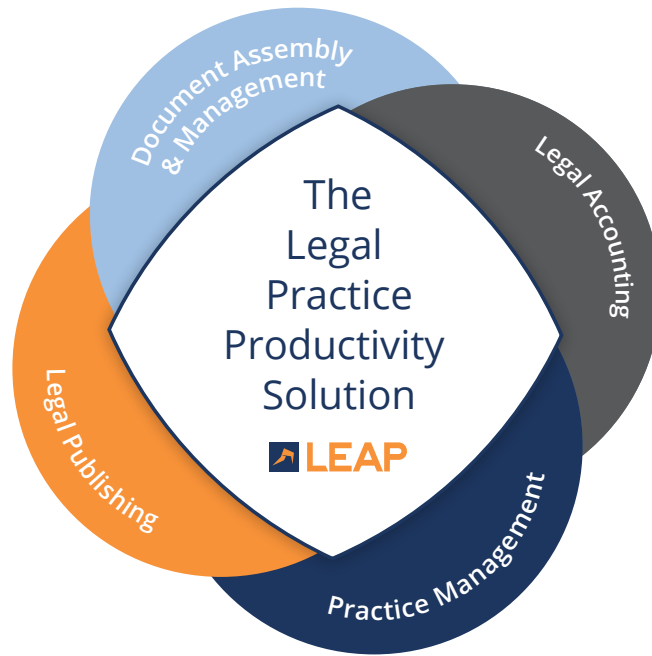 Document Assembly
& Management
Legal Accounting
The
Legal
Practice
Productivity
Solution
LEAP
Legal Publishing
Practice Management